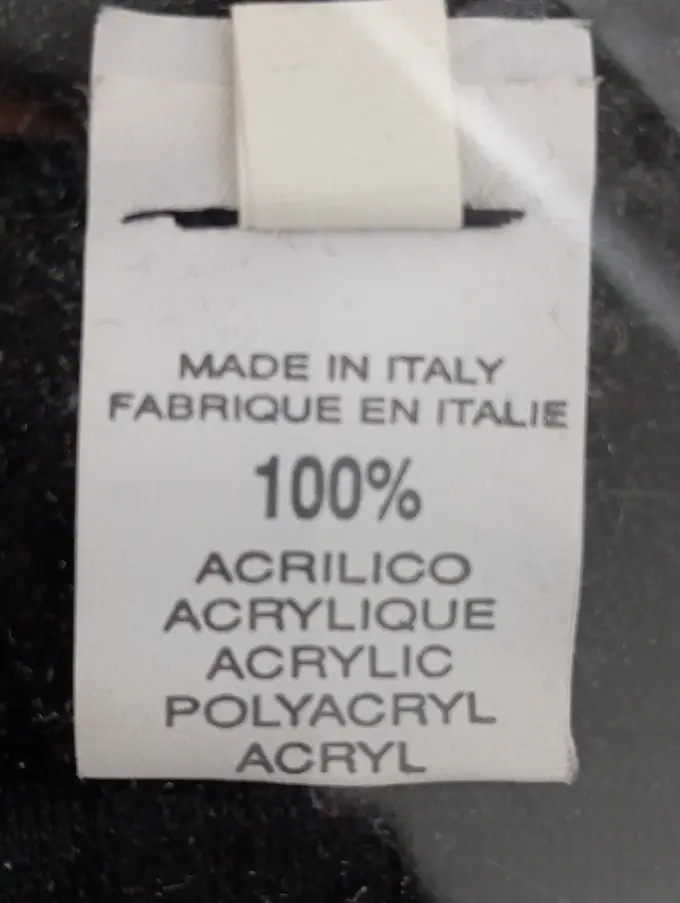 MADE IN ITALY
FABRIQUE EN ITALIE
100%
ACRILICO
ACRYLIQUE
ACRYLIC
POLYACRYL
ACRYL